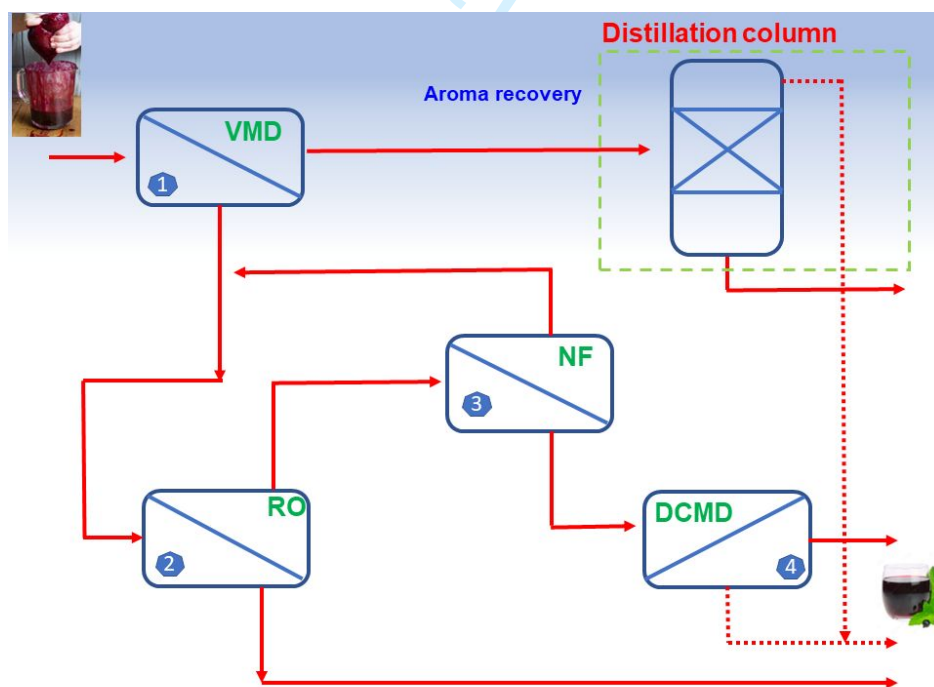 Distillation column
Aroma recovery
VMD
1
NF
3
RO
2
DCMD
4